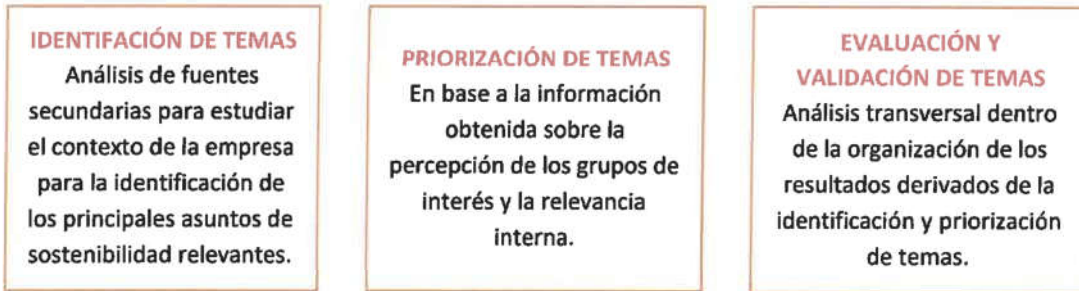 IDENTIFACIÓN DE TEMAS
Análisis de fuentes
secundarias para estudiar
el contexto de la empresa
para la identificación de
los principales asuntos de
sostenibilidad relevantes.
PRIORIZACIÓN DE TEMAS
En base a la información
obtenida sobre la
percepción de los grupos de
interés y la relevancia
interna.
EVALUACIÓN Y
VALIDACIÓN DE TEMAS
Análisis transversal dentro
de la organización de los
resultados derivados de la
identificación y priorización
de temas.